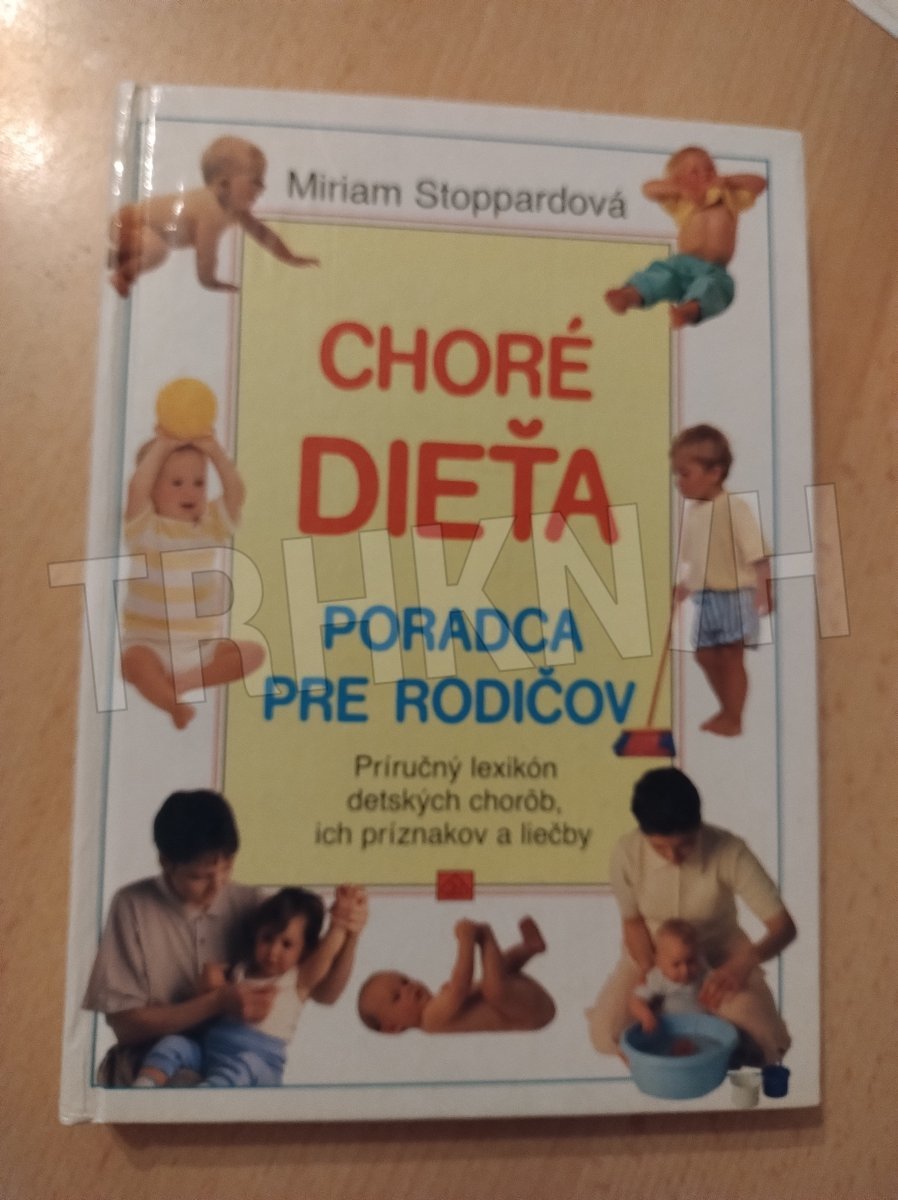 Miriam Stoppardová
CHORÉ
DIEŤA
TRHKNIH
PORADCA
PRE RODIČOV
Príručný lexikón
detských chorôb,
ich príznakov a liečby